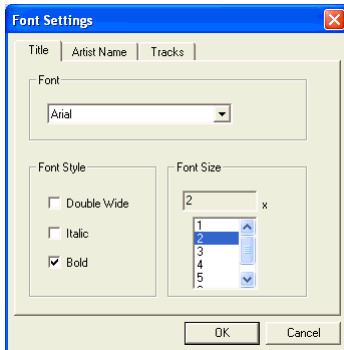 Font Settings
Title Artist Name Tracks
Font
Arial
Font Style
Double Wide
Italic
Bold
Font Size
2 x
1
2
3
4
5
OK Cancel